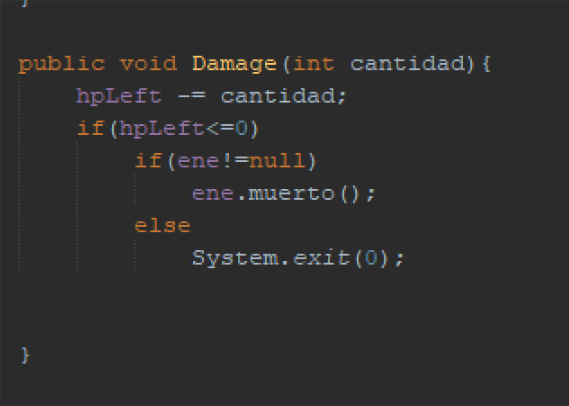 }
public void Damage(int cantidad){
hpLeft -= cantidad;
if(hpLeft<=0)
if(ene!=null)
ene.muerto();
else
System.exit(0);
}